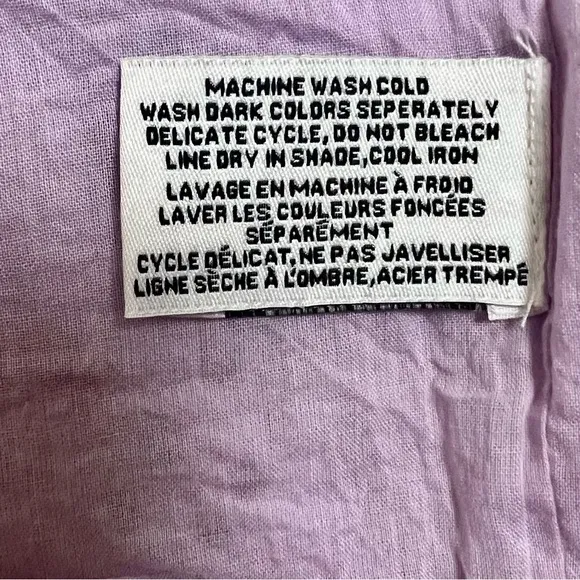 MACHINE WASH COLD
WASH DARK COLORS SEPERATELY
DELICATE CYCLE, DO NOT BLEACH
LINE DRY IN SHADE, COOL IRON
LAVAGE EN MACHINE À FROID
LAVER LES COULEURS FONCÉES
SÉPARÉMENT
CYCLE DÉLICAT, NE PAS JAVELLISER
LIGNE SÈCHE À L'OMBRE, ACIER TREMPÉ